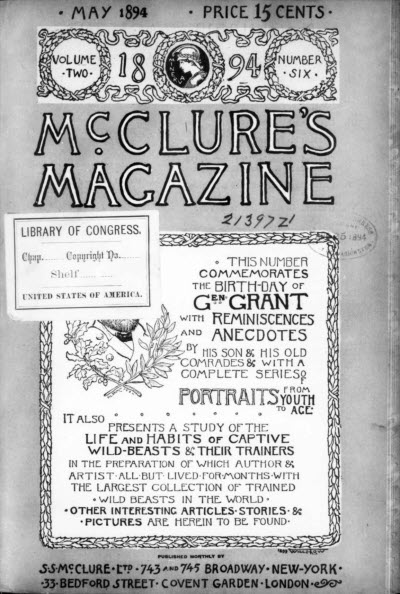 · MAY 1894 · PRICE 15 CENTS ·
VOLUME
·TWO·
18 94
NUMBER
·SIX·
McCLURE'S
MAGAZINE
21397Z1
LIBRARY OF CONGRESS.
Chap. Copyright No.
Shelf
UNITED STATES OF AMERICA.
· THIS NUMBER
COMMEMORATES
THE BIRTH-DAY OF
GEN. GRANT
WITH REMINISCENCES
AND ANECDOTES
BY HIS SON & HIS OLD
COMRADES & WITH A
COMPLETE SERIES OF
PORTRAITS FROM YOUTH TO AGE·
IT ALSO
PRESENTS A STUDY OF THE
LIFE AND HABITS OF CAPTIVE
WILD-BEASTS & THEIR TRAINERS
IN THE PREPARATION OF WHICH AUTHOR &
ARTIST·ALL·BUT·LIVED·FOR·MONTHS·WITH
THE LARGEST COLLECTION OF TRAINED
· WILD BEASTS IN THE WORLD ·
· OTHER INTERESTING ARTICLES · STORIES · &
· PICTURES ARE HEREIN TO BE FOUND ·
PUBLISHED MONTHLY BY
S·S·McCLURE·LTD·743 AND 745 BROADWAY·NEW-YORK·
·33·BEDFORD STREET·COVENT GARDEN·LONDON·